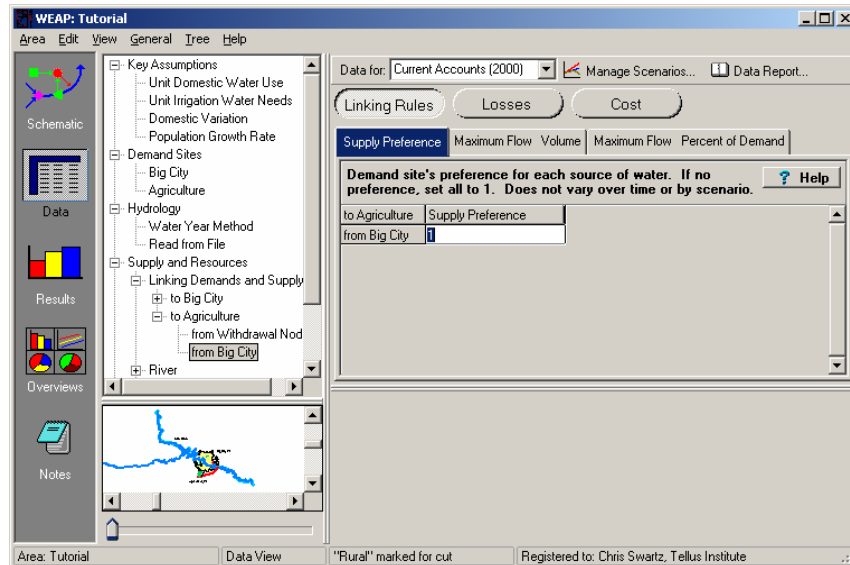 WEAP: Tutorial
Area Edit View General Tree Help
Schematic
Data
Results
Overviews
Notes
Key Assumptions
Unit Domestic Water Use
Unit Irrigation Water Needs
Domestic Variation
Population Growth Rate
Demand Sites
Big City
Agriculture
Hydrology
Water Year Method
Read from File
Supply and Resources
Linking Demands and Supply
to Big City
to Agriculture
from Withdrawal Nod
from Big City
River
Data for: Current Accounts (2000) Manage Scenarios... Data Report...
Linking Rules Losses Cost
Supply Preference Maximum Flow Volume Maximum Flow Percent of Demand
Demand site's preference for each source of water. If no
preference, set all to 1. Does not vary over time or by scenario.
? Help
to Agriculture Supply Preference
from Big City 1
Area: Tutorial Data View "Rural" marked for cut Registered to: Chris Swartz, Tellus Institute